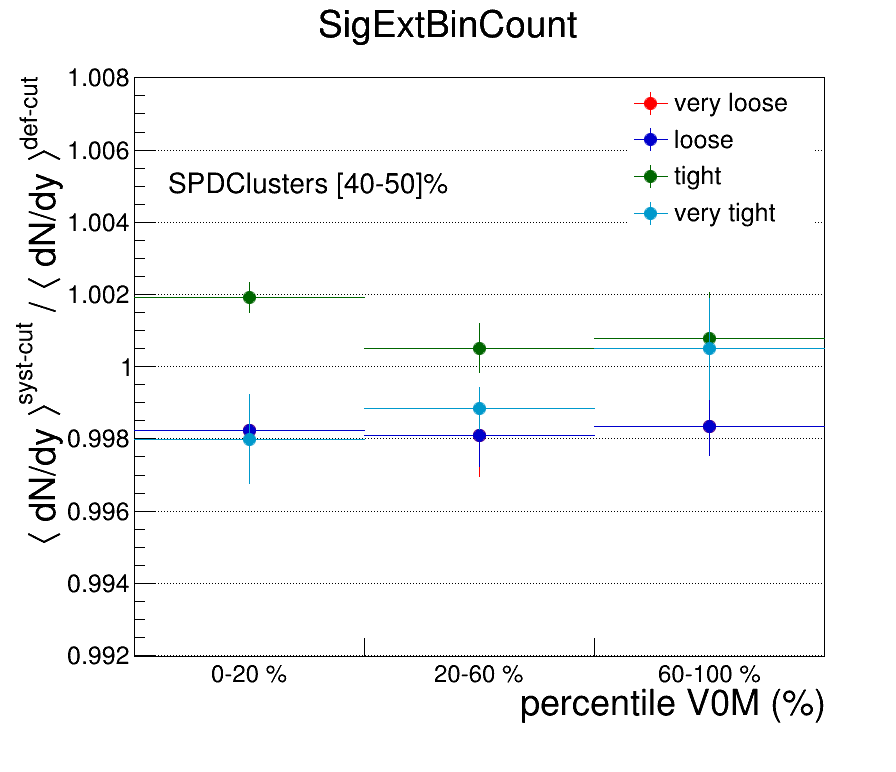 SigExtBinCount
⟨ dN/dy ⟩^syst-cut / ⟨ dN/dy ⟩^def-cut
1.008
1.006
1.004
1.002
1
0.998
0.996
0.994
0.992
SPDClusters [40-50]%
very loose
loose
tight
very tight
0-20 %
20-60 %
60-100 %
percentile V0M (%)